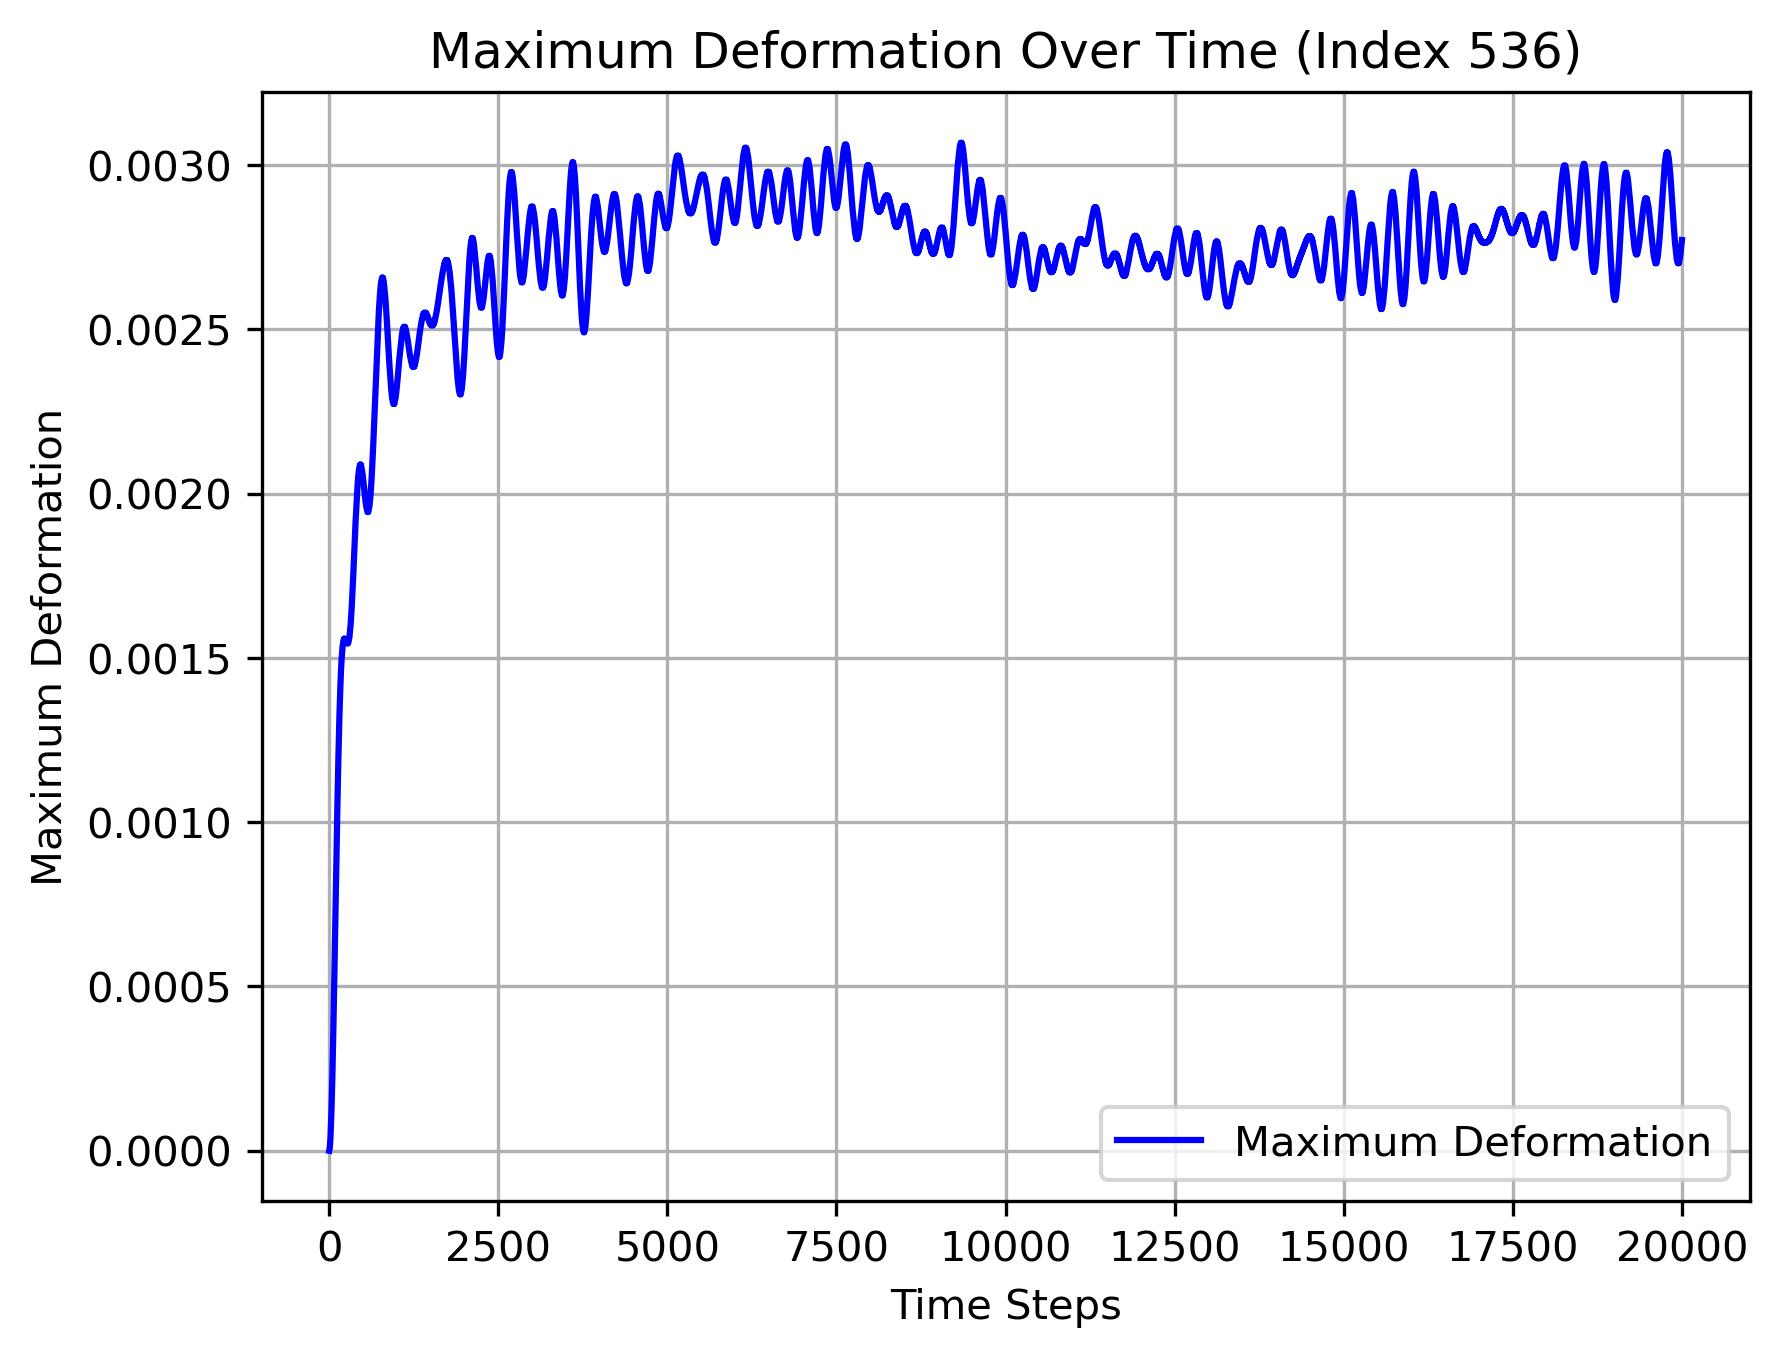 Maximum Deformation Over Time (Index 536)
Maximum Deformation
0.0030
0.0025
0.0020
0.0015
0.0010
0.0005
0.0000
Maximum Deformation
0 2500 5000 7500 10000 12500 15000 17500 20000
Time Steps